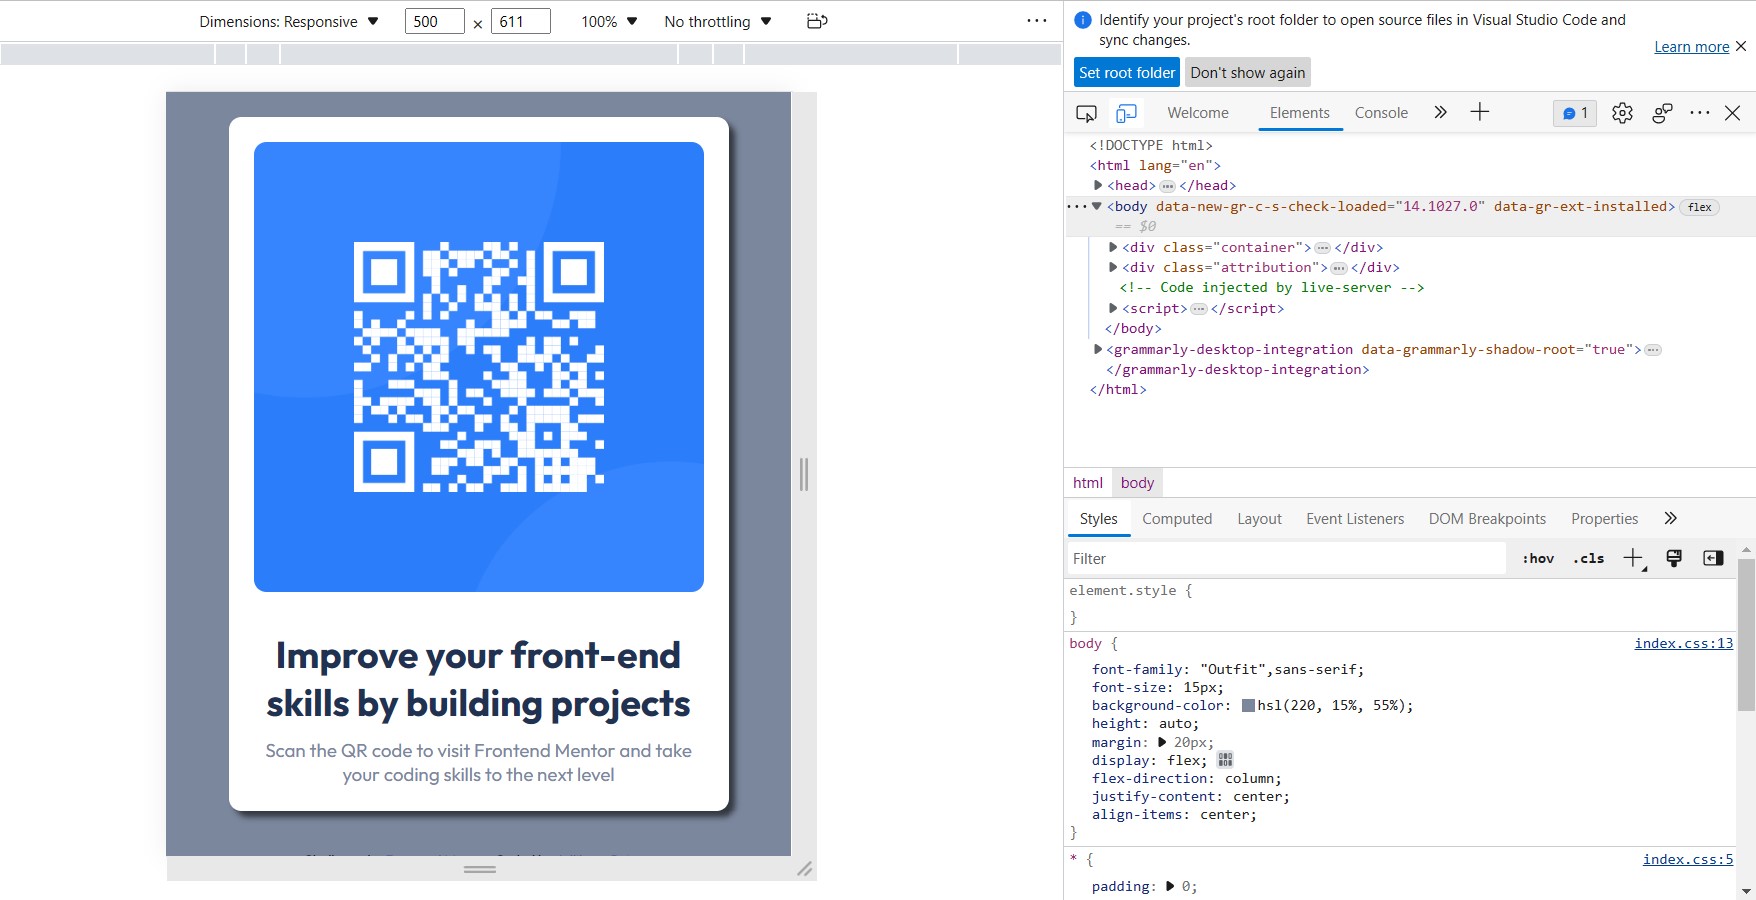 Dimensions: Responsive 500 × 611 100% No throttling
Improve your front-end
skills by building projects
Scan the QR code to visit Frontend Mentor and take
your coding skills to the next level
Identify your project's root folder to open source files in Visual Studio Code and
sync changes.
Learn more
Set root folder Don't show again
Welcome Elements Console 1
<!DOCTYPE html>
<html lang="en">
<head>…</head>
<body data-new-gr-c-s-check-loaded="14.1027.0" data-gr-ext-installed> flex
== $0
<div class="container">…</div>
<div class="attribution">…</div>
<!-- Code injected by live-server -->
<script>…</script>
</body>
<grammarly-desktop-integration data-grammarly-shadow-root="true">…
</grammarly-desktop-integration>
</html>
html body
Styles Computed Layout Event Listeners DOM Breakpoints Properties
Filter :hov .cls
element.style {
}
body { index.css:13
font-family: "Outfit",sans-serif;
font-size: 15px;
background-color: hsl(220, 15%, 55%);
height: auto;
margin: 20px;
display: flex;
flex-direction: column;
justify-content: center;
align-items: center;
}
* { index.css:5
padding: 0;